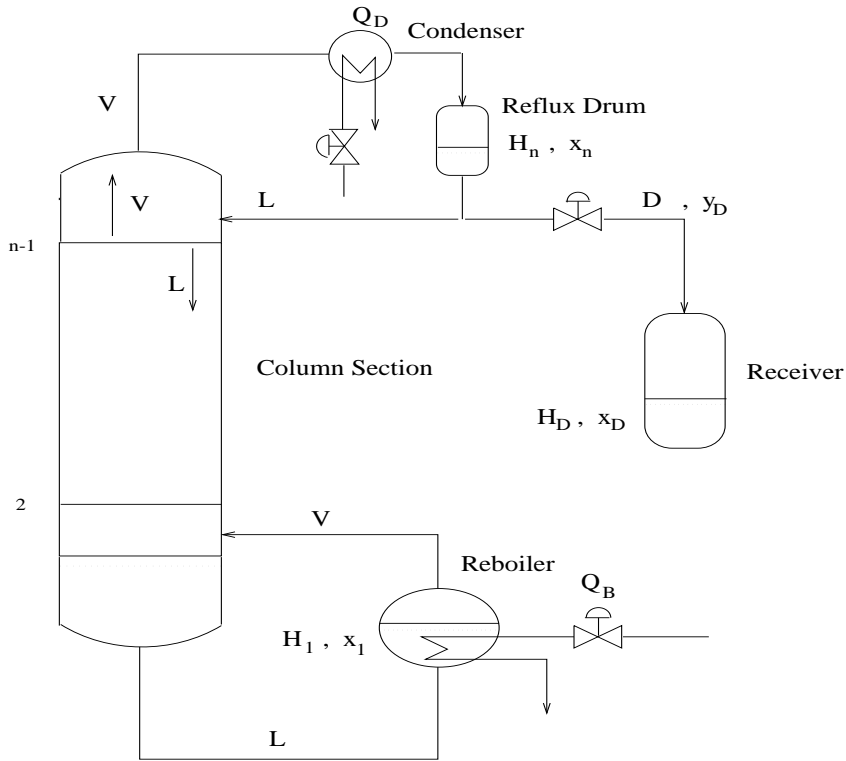 Q_D
Condenser
V
Reflux Drum
H_n , x_n
V
L
D , y_D
n-1
L
Column Section
Receiver
H_D , x_D
2
V
Reboiler
Q_B
H_1 , x_1
L